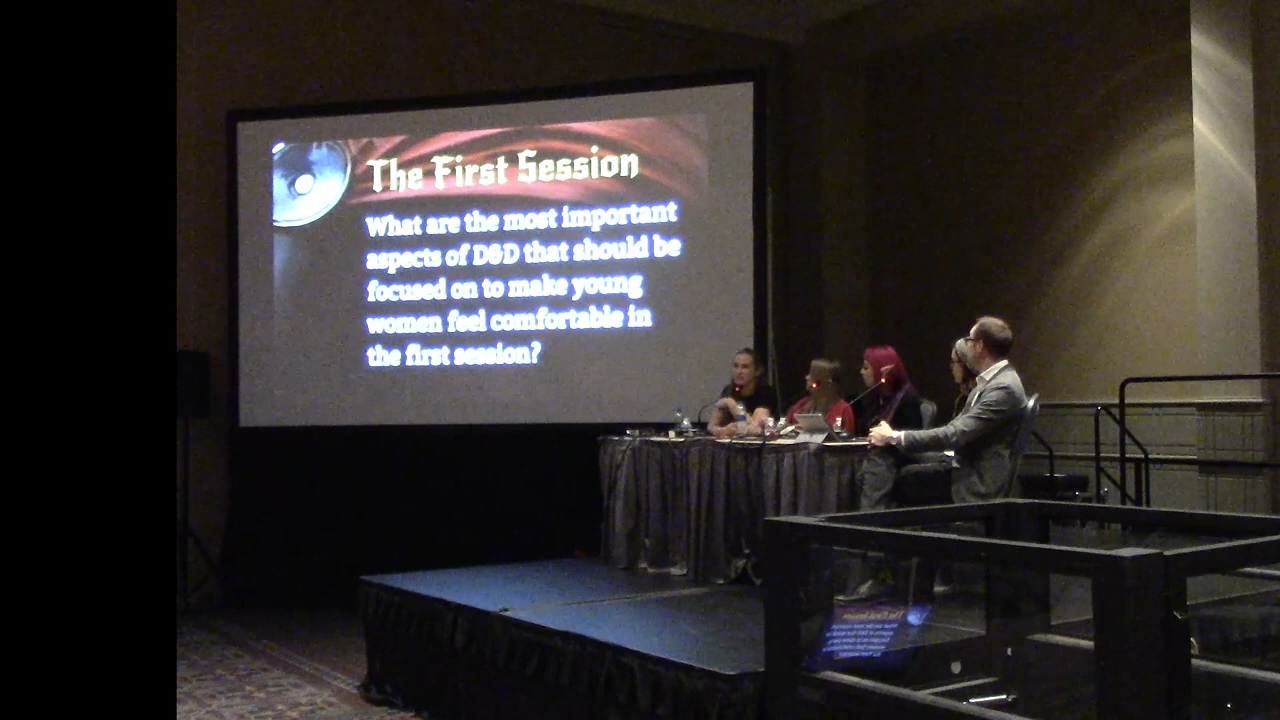 The First Session
What are the most important
aspects of D&D that should be
focused on to make young
women feel comfortable in
the first session?